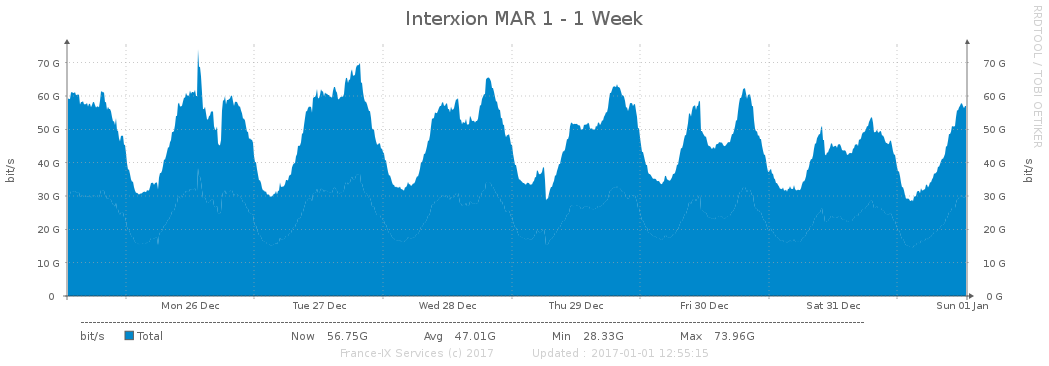 Interxion MAR 1 - 1 Week
RRDTOOL / TOBI OETIKER
bit/s
bit/s
70 G 70 G
60 G 60 G
50 G 50 G
40 G 40 G
30 G 30 G
20 G 20 G
10 G 10 G
0 0 G
Mon 26 Dec Tue 27 Dec Wed 28 Dec Thu 29 Dec Fri 30 Dec Sat 31 Dec Sun 01 Jan
bit/s Total Now 56.75G Avg 47.01G Min 28.33G Max 73.96G
France-IX Services (c) 2017 Updated : 2017-01-01 12:55:15